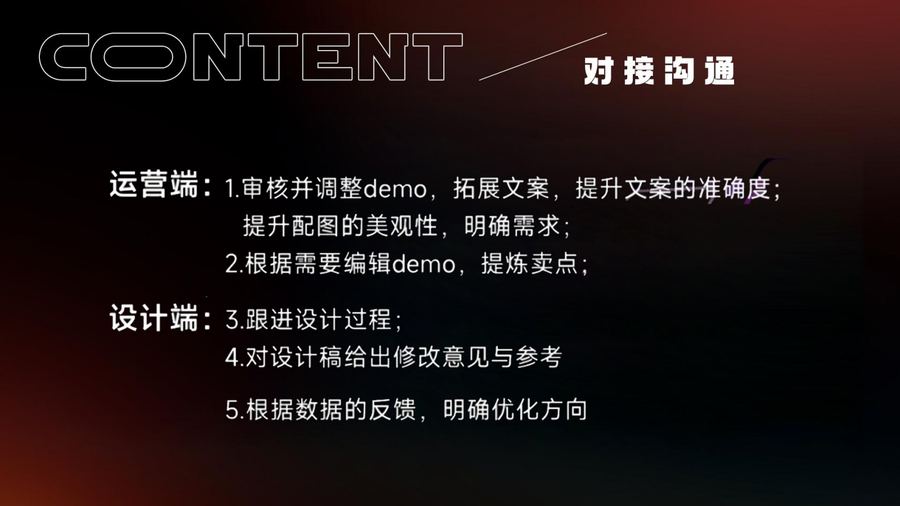 CONTENT
对接沟通
运营端：1.审核并调整demo，拓展文案，提升文案的准确度；
提升配图的美观性，明确需求；
2.根据需要编辑demo，提炼卖点；
设计端：3.跟进设计过程；
4.对设计稿给出修改意见与参考
5.根据数据的反馈，明确优化方向